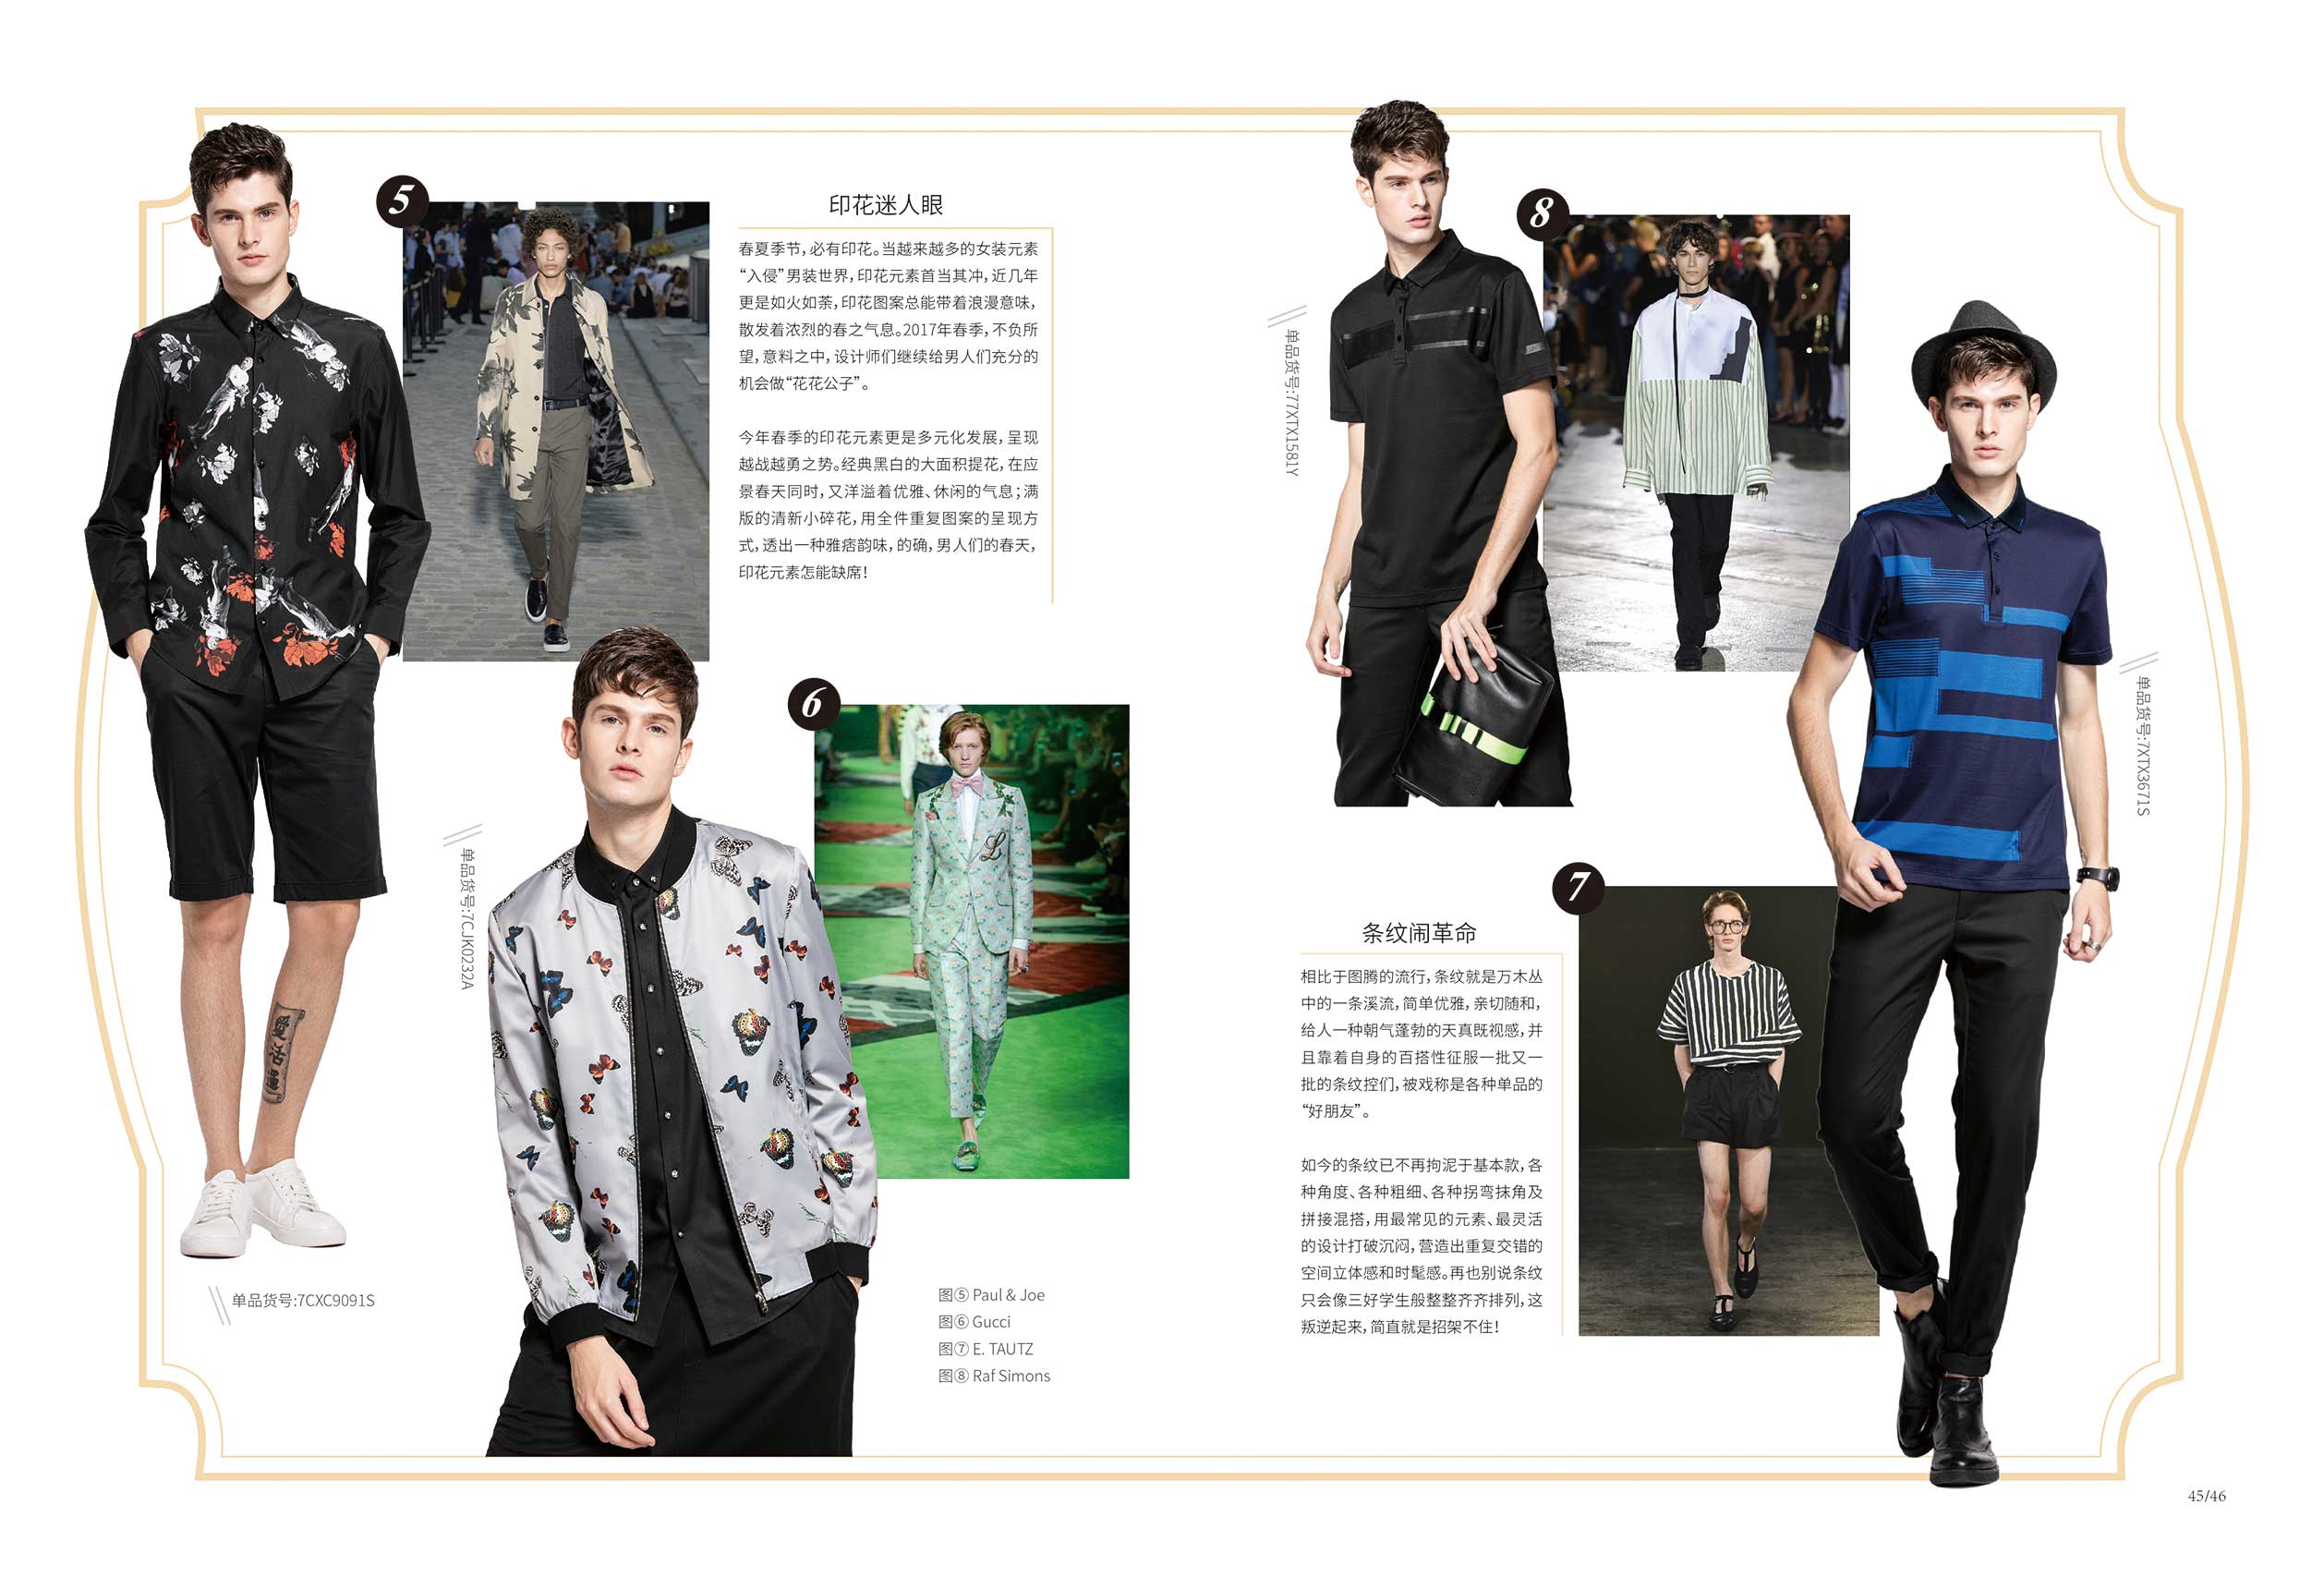 5
印花迷人眼
春夏季节，必有印花。当越来越多的女装元素
“入侵”男装世界，印花元素首当其冲，近几年
更是如火如荼，印花图案总能带着浪漫意味，
散发着浓烈的春之气息。2017年春季，不负所
望，意料之中，设计师们继续给男人们充分的
机会做“花花公子”。
今年春季的印花元素更是多元化发展，呈现
越战越勇之势。经典黑白的大面积提花，在应
景春天同时，又洋溢着优雅、休闲的气息；满
版的清新小碎花，用全件重复图案的呈现方
式，透出一种雅痞韵味，的确，男人们的春天，
印花元素怎能缺席！
6
单品货号:7CJK0232A
单品货号:7CXC9091S
图⑤ Paul & Joe
图⑥ Gucci
图⑦ E. TAUTZ
图⑧ Raf Simons
8
单品货号:77XTX1581Y
单品货号:7XTX3671S
7
条纹闹革命
相比于图腾的流行，条纹就是万木丛
中的一条溪流，简单优雅，亲切随和，
给人一种朝气蓬勃的天真既视感，并
且靠着自身的百搭性征服一批又一
批的条纹控们，被戏称是各种单品的
“好朋友”。
如今的条纹已不再拘泥于基本款，各
种角度、各种粗细、各种拐弯抹角及
拼接混搭，用最常见的元素、最灵活
的设计打破沉闷，营造出重复交错的
空间立体感和时髦感。再也别说条纹
只会像三好学生般整整齐齐排列，这
叛逆起来，简直就是招架不住！
45/46